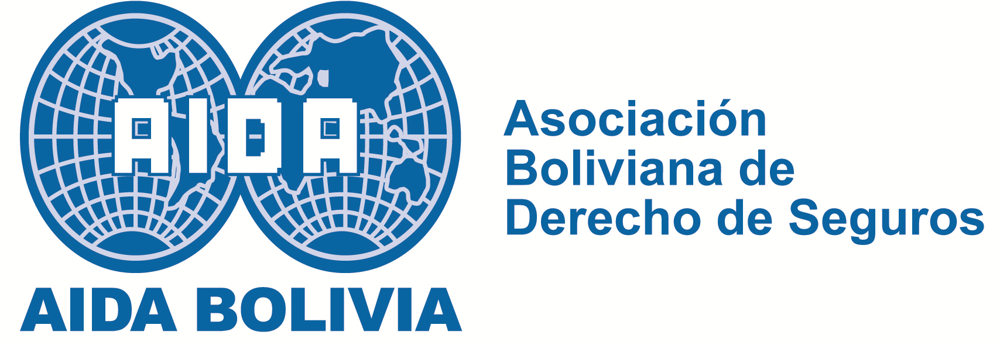 AIDA
AIDA BOLIVIA
Asociación
Boliviana de
Derecho de Seguros